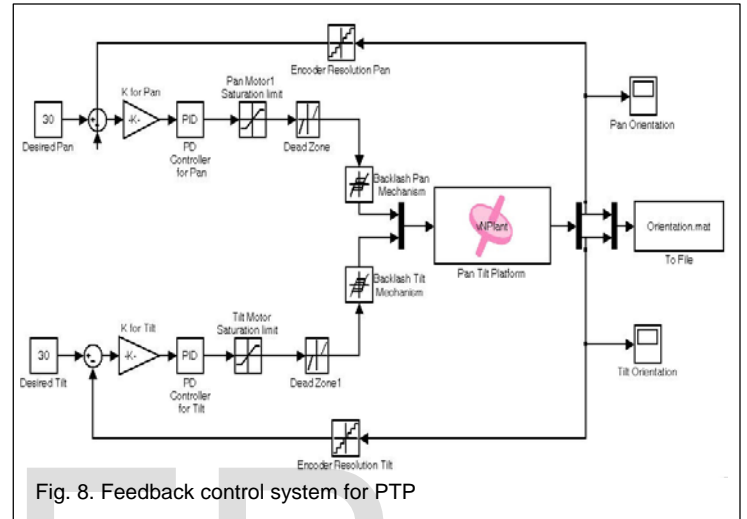 Encoder Resolution Pan
K for Pan
Pan Motor1
Saturation limit
30
-K-
PID
Desired Pan
PD
Controller
for Pan
Dead Zone
Pan Orientation
Backlash Pan
Mechanism
vNPlant
Pan Tilt Platform
Orientation.mat
To File
Backlash Tilt
Mechanism
K for Tilt
Tilt Motor
Saturation limit
30
-K-
PID
Desired Tilt
PD
Controller
for Tilt
Dead Zone1
Tilt Orientation
Encoder Resolution Tilt
Fig. 8. Feedback control system for PTP